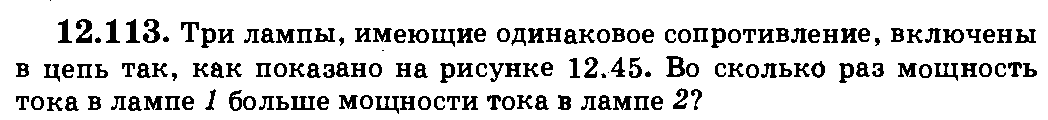 12.113. Три лампы, имеющие одинаковое сопротивление, включены
в цепь так, как показано на рисунке 12.45. Во сколько раз мощность
тока в лампе 1 больше мощности тока в лампе 2?